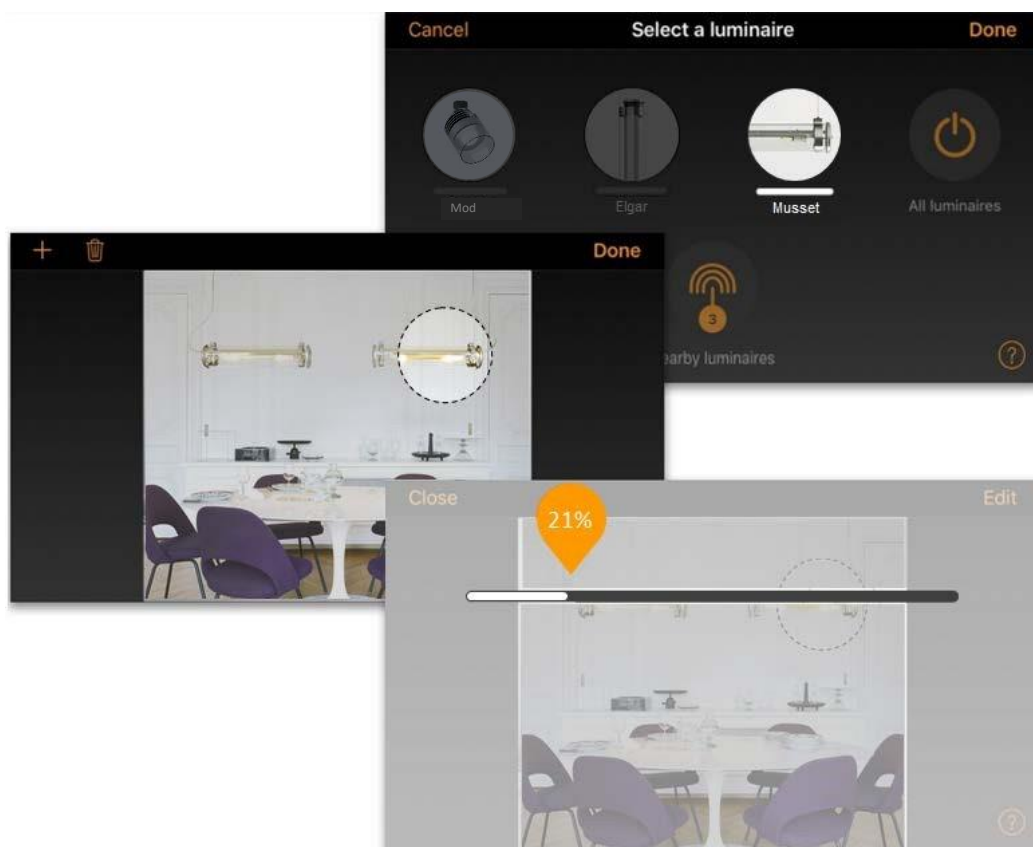 Cancel Select a luminaire Done
Mod Elgar Musset All luminaires
Done
3
earby luminaires
?
Close 21% Edit
?